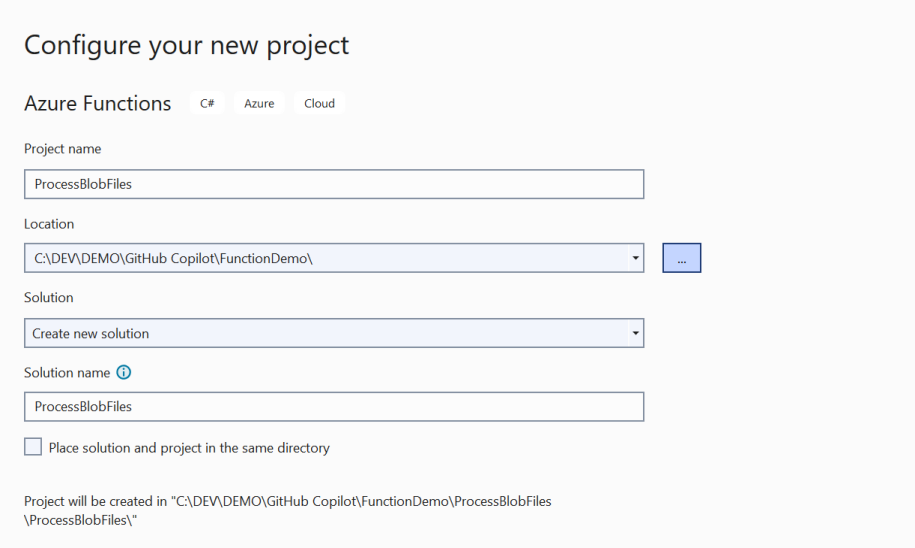 Configure your new project
Azure Functions C# Azure Cloud
Project name
ProcessBlobFiles
Location
C:\DEV\DEMO\GitHub Copilot\FunctionDemo\
...
Solution
Create new solution
Solution name
ProcessBlobFiles
Place solution and project in the same directory
Project will be created in "C:\DEV\DEMO\GitHub Copilot\FunctionDemo\ProcessBlobFiles
\ProcessBlobFiles\"